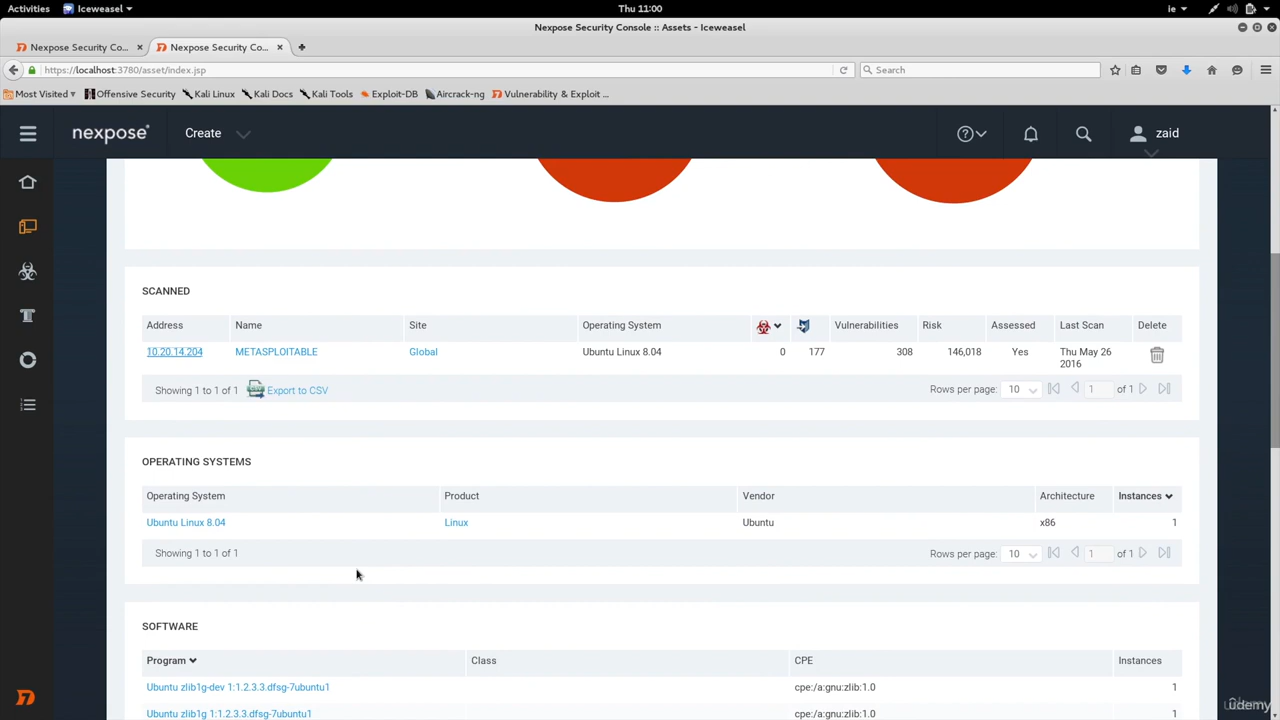 Activities Iceweasel Thu 11:00 ie
Nexpose Security Console :: Assets - Iceweasel
Nexpose Security Co... × Nexpose Security Co... ×
https://localhost:3780/asset/index.jsp Search
Most Visited Offensive Security Kali Linux Kali Docs Kali Tools Exploit-DB Aircrack-ng Vulnerability & Exploit ...
nexpose Create zaid
SCANNED
Address Name Site Operating System Vulnerabilities Risk Assessed Last Scan Delete
10.20.14.204 METASPLOITABLE Global Ubuntu Linux 8.04 0 177 308 146,018 Yes Thu May 26
2016
Showing 1 to 1 of 1 Export to CSV Rows per page: 10 1 of 1
OPERATING SYSTEMS
Operating System Product Vendor Architecture Instances
Ubuntu Linux 8.04 Linux Ubuntu x86 1
Showing 1 to 1 of 1 Rows per page: 10 1 of 1
SOFTWARE
Program Class CPE Instances
Ubuntu zlib1g-dev 1:1.2.3.3.dfsg-7ubuntu1 cpe:/a:gnu:zlib:1.0 1
Ubuntu zlib1g 1:1.2.3.3.dfsg-7ubuntu1 cpe:/a:gnu:zlib:1.0 1
udemy